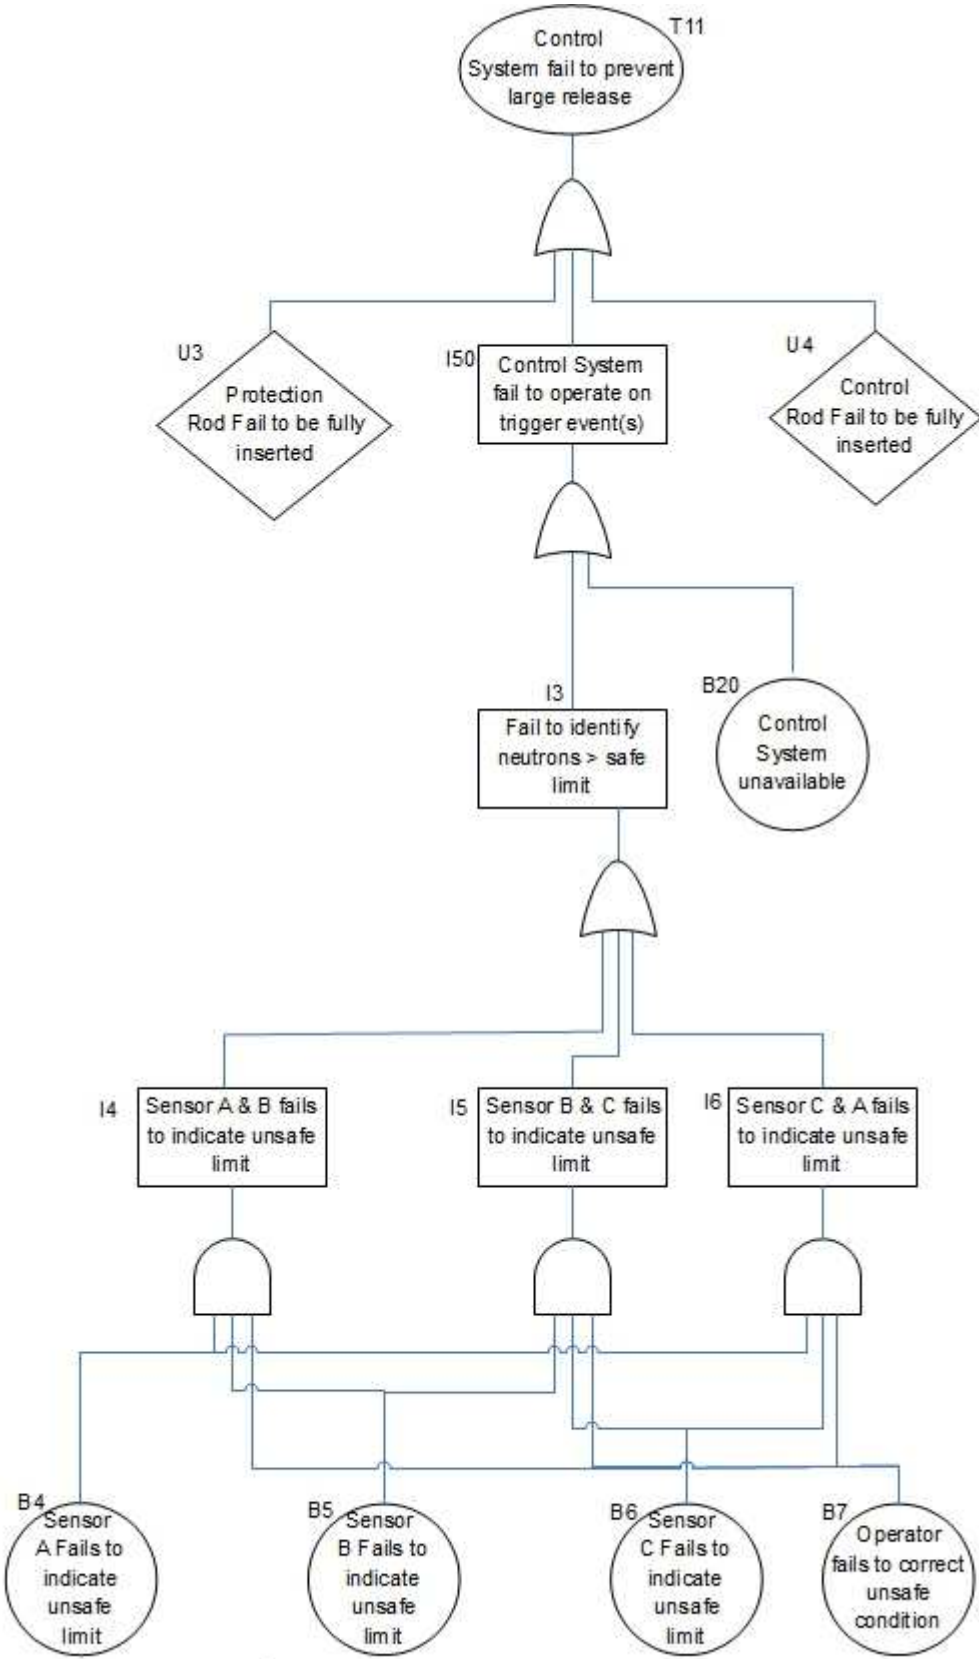 T11
Control
System fail to prevent
large release
U3
Protection
Rod Fail to be fully
inserted
I50
Control System
fail to operate on
trigger event(s)
U4
Control
Rod Fail to be fully
inserted
I3
Fail to identify
neutrons > safe
limit
B20
Control
System
unavailable
I4
Sensor A & B fails
to indicate unsafe
limit
I5
Sensor B & C fails
to indicate unsafe
limit
I6
Sensor C & A fails
to indicate unsafe
limit
B4
Sensor
A Fails to
indicate
unsafe
limit
B5
Sensor
B Fails to
indicate
unsafe
limit
B6
Sensor
C Fails to
indicate
unsafe
limit
B7
Operator
fails to correct
unsafe
condition